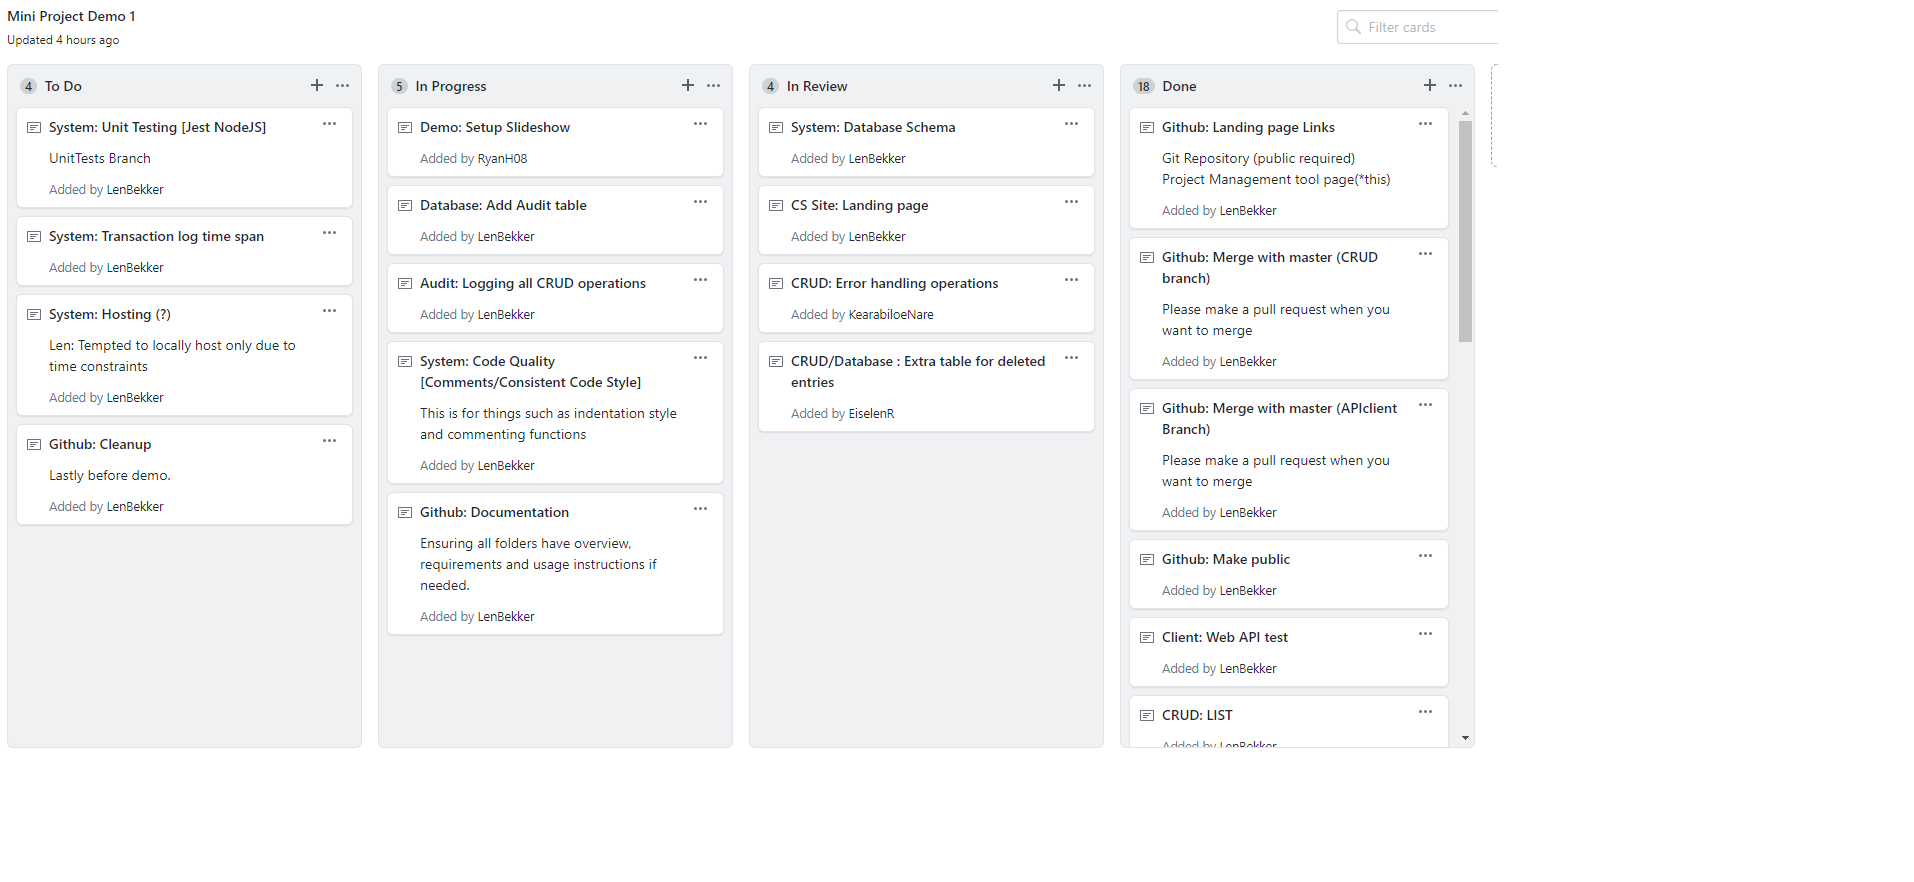 Mini Project Demo 1
Updated 4 hours ago
Filter cards
4 To Do
System: Unit Testing [Jest NodeJS]
UnitTests Branch
Added by LenBekker
System: Transaction log time span
Added by LenBekker
System: Hosting (?)
Len: Tempted to locally host only due to
time constraints
Added by LenBekker
Github: Cleanup
Lastly before demo.
Added by LenBekker
5 In Progress
Demo: Setup Slideshow
Added by RyanH08
Database: Add Audit table
Added by LenBekker
Audit: Logging all CRUD operations
Added by LenBekker
System: Code Quality
[Comments/Consistent Code Style]
This is for things such as indentation style
and commenting functions
Added by LenBekker
Github: Documentation
Ensuring all folders have overview,
requirements and usage instructions if
needed.
Added by LenBekker
4 In Review
System: Database Schema
Added by LenBekker
CS Site: Landing page
Added by LenBekker
CRUD: Error handling operations
Added by KearabiloeNare
CRUD/Database : Extra table for deleted
entries
Added by EiselenR
18 Done
Github: Landing page Links
Git Repository (public required)
Project Management tool page(*this)
Added by LenBekker
Github: Merge with master (CRUD
branch)
Please make a pull request when you
want to merge
Added by LenBekker
Github: Merge with master (APIclient
Branch)
Please make a pull request when you
want to merge
Added by LenBekker
Github: Make public
Added by LenBekker
Client: Web API test
Added by LenBekker
CRUD: LIST
Added by LenBekker